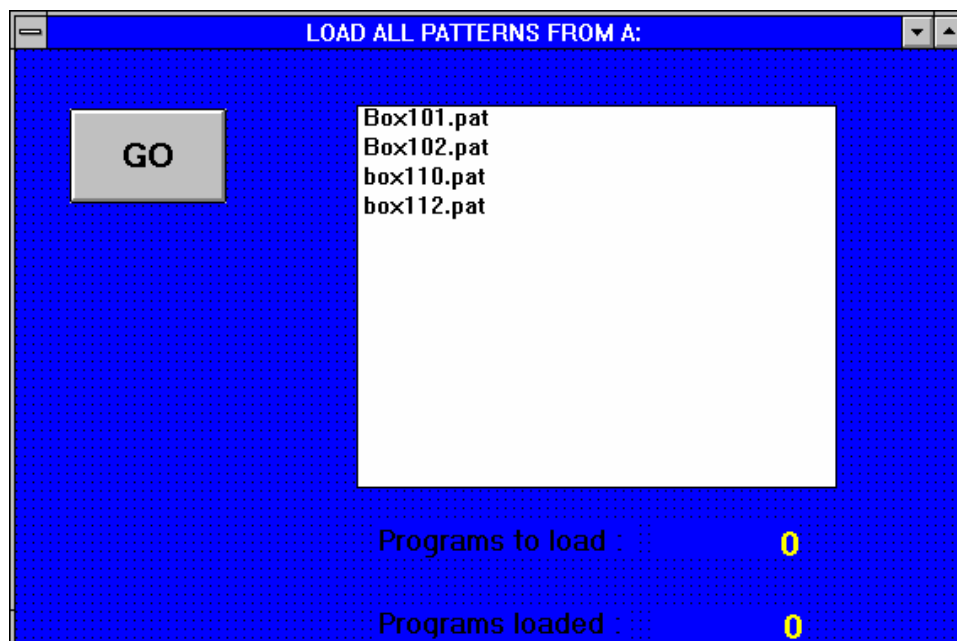 LOAD ALL PATTERNS FROM A:
GO
Box101.pat
Box102.pat
box110.pat
box112.pat
Programs to load : 0
Programs loaded : 0